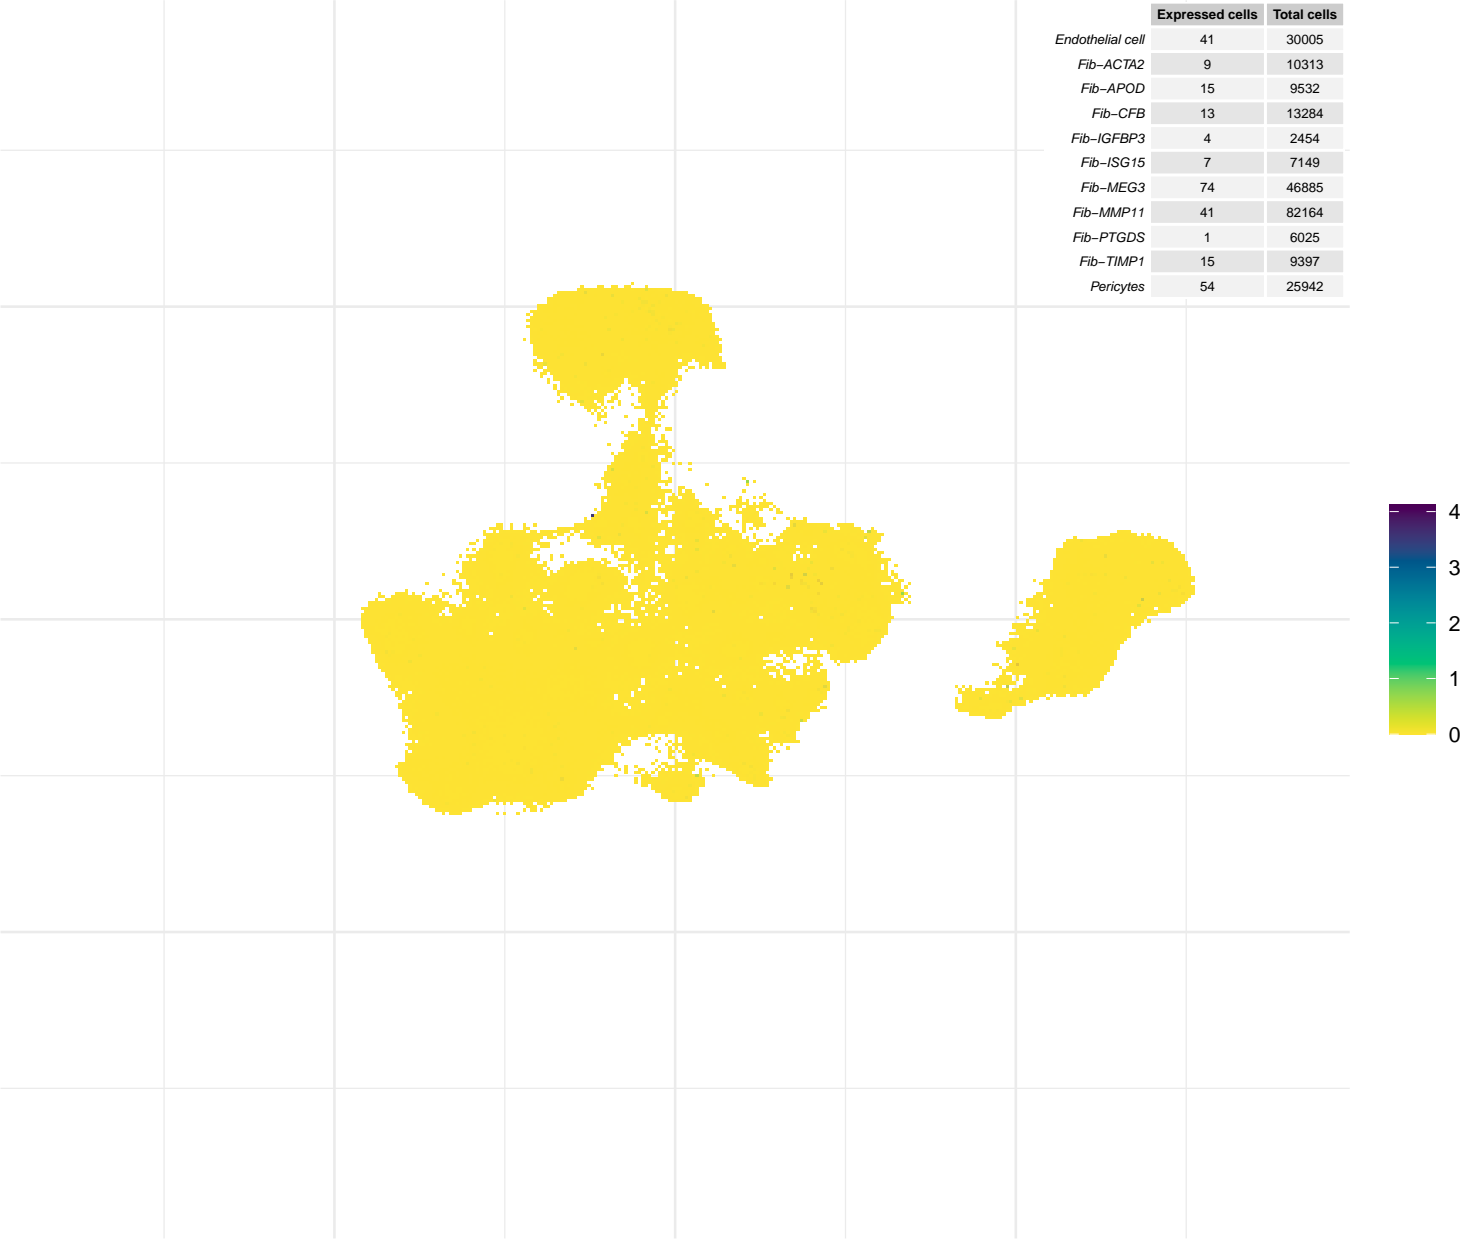 Expressed cells Total cells
Endothelial cell 41 30005
Fib−ACTA2 9 10313
Fib−APOD 15 9532
Fib−CFB 13 13284
Fib−IGFBP3 4 2454
Fib−ISG15 7 7149
Fib−MEG3 74 46885
Fib−MMP11 41 82164
Fib−PTGDS 1 6025
Fib−TIMP1 15 9397
Pericytes 54 25942
4
3
2
1
0